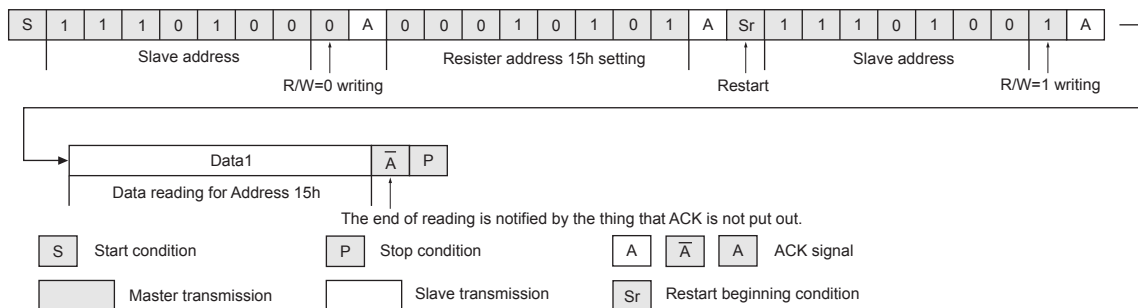 S 1 1 1 0 1 0 0 0 A 0 0 0 1 0 1 0 1 A Sr 1 1 1 0 1 0 0 1 A
Slave address Resister address 15h setting Slave address
R/W=0 writing Restart R/W=1 writing
Data1 A̅ P
Data reading for Address 15h
The end of reading is notified by the thing that ACK is not put out.
S Start condition P Stop condition A A̅ A ACK signal
Master transmission Slave transmission Sr Restart beginning condition